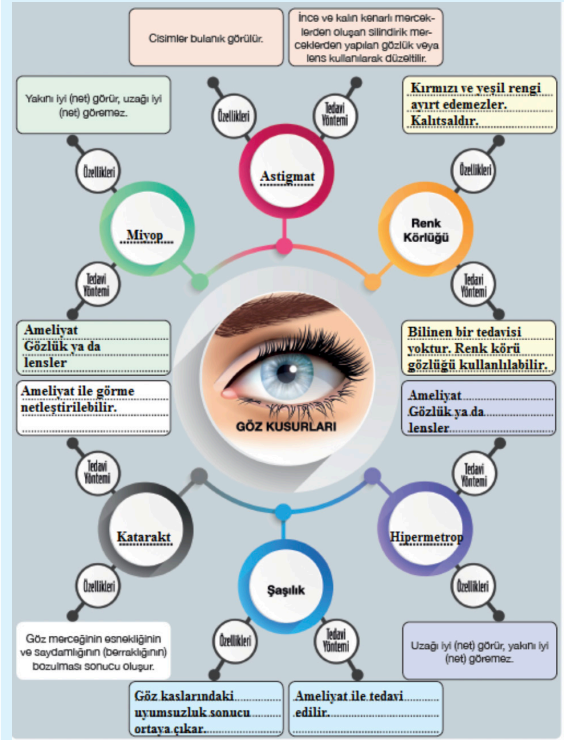 Cisimler bulanık görülür.
İnce ve kalın kenarlı mercek-
lerden oluşan silindirik mer-
ceklerden yapılan gözlük veya
lens kullanılarak düzeltilir.
Özellikleri
Tedavi
Yöntemi
Astigmat
Yakını iyi (net) görür, uzağı iyi
(net) göremez.
Özellikleri
Miyop
Tedavi
Yöntemi
Ameliyat
Gözlük ya da
lensler
Kırmızı ve yeşil rengi
ayırt edemezler.
Kalıtsaldır.
Özellikleri
Renk
Körlüğü
Tedavi
Yöntemi
Bilinen bir tedavisi
yoktur. Renk körü
gözlüğü kullanlılabilir.
GÖZ KUSURLARI
Ameliyat ile görme
netleştirilebilir.
Tedavi
Yöntemi
Katarakt
Özellikleri
Göz merceğinin esnekliğinin
ve saydamlığının (berraklığının)
bozulması sonucu oluşur.
Ameliyat
Gözlük ya da
lensler
Tedavi
Yöntemi
Hipermetrop
Özellikleri
Uzağı iyi (net) görür, yakını iyi
(net) göremez.
Şaşılık
Özellikleri
Tedavi
Yöntemi
Göz kaslarındaki
uyumsuzluk sonucu
ortaya çıkar.
Ameliyat ile tedavi
edilir.